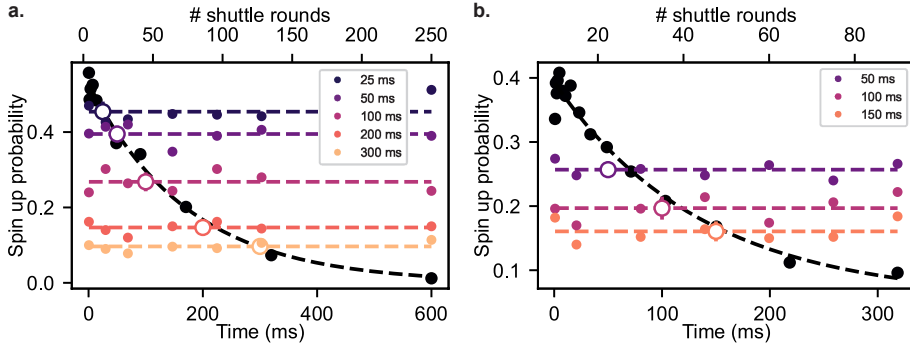 a.
# shuttle rounds
0 50 100 150 200 250
Spin up probability
0.4
0.2
0.0
25 ms
50 ms
100 ms
200 ms
300 ms
0 200 400 600
Time (ms)
b.
# shuttle rounds
20 40 60 80
Spin up probability
0.4
0.3
0.2
0.1
50 ms
100 ms
150 ms
0 100 200 300
Time (ms)